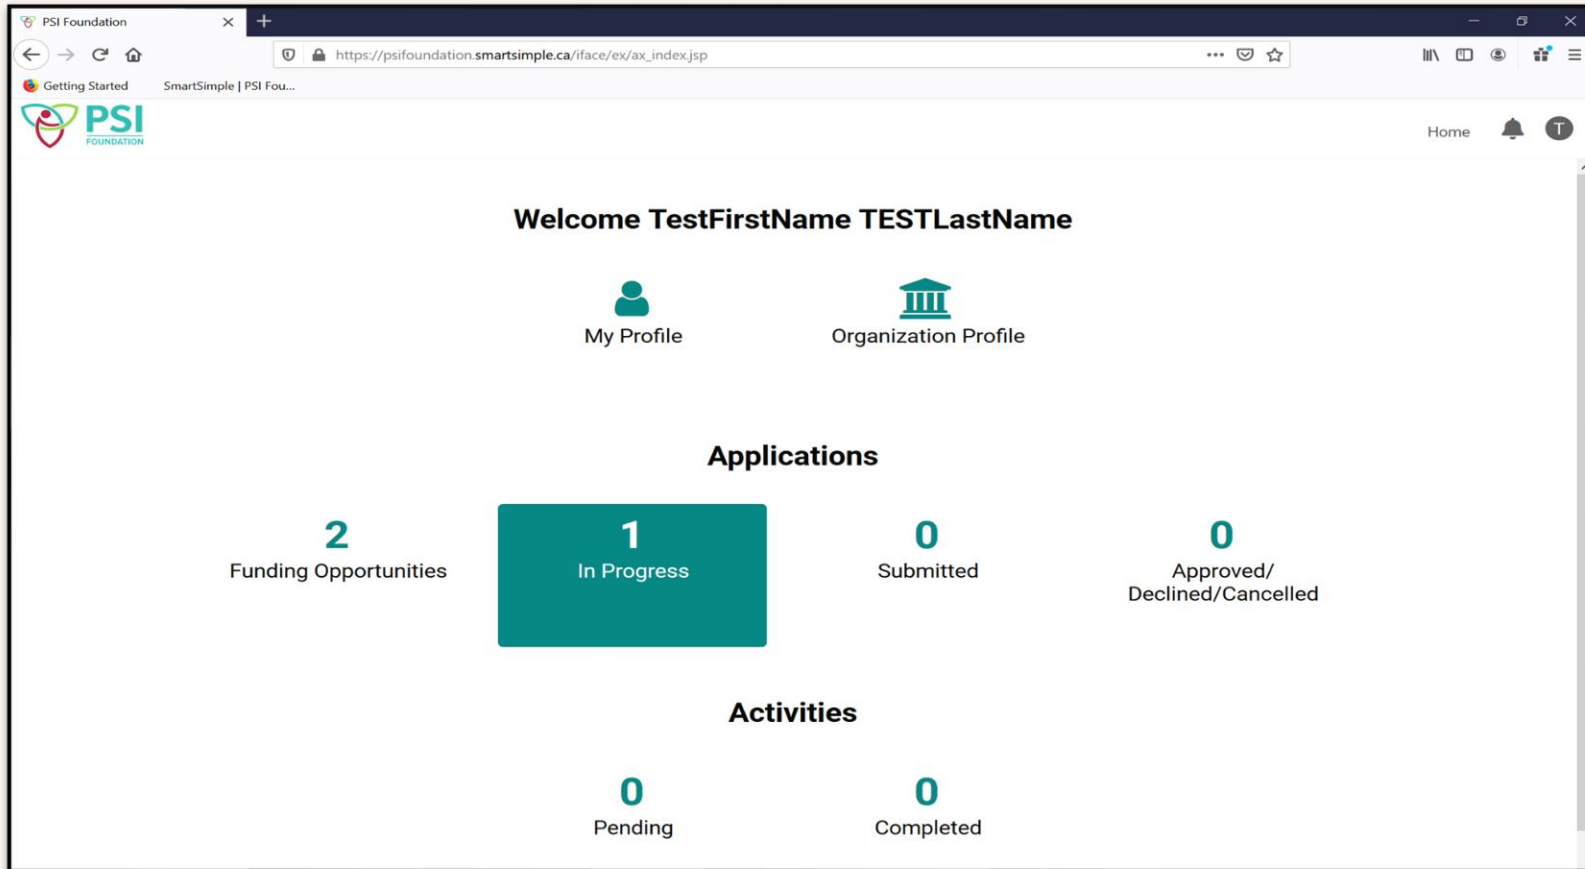 PSI Foundation
https://psifoundation.smartsimple.ca/iface/ex/ax_index.jsp
Getting Started SmartSimple | PSI Fou...
PSI
FOUNDATION
Home T
Welcome TestFirstName TESTLastName
My Profile Organization Profile
Applications
2 1 0 0
Funding Opportunities In Progress Submitted Approved/
Declined/Cancelled
Activities
0 0
Pending Completed